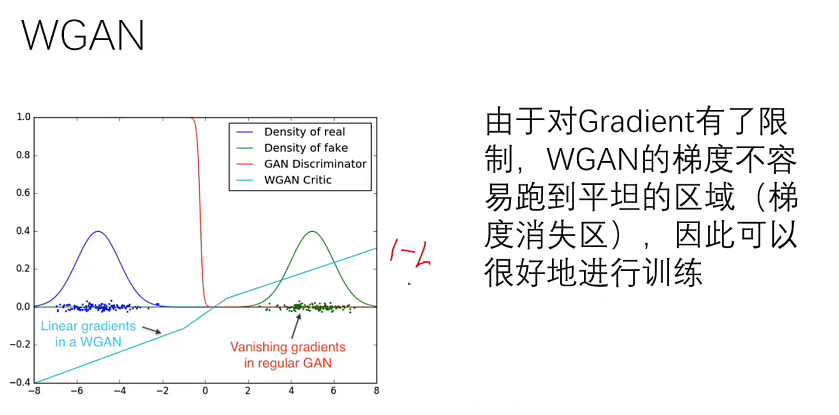 WGAN
由于对Gradient有了限
制，WGAN的梯度不容
易跑到平坦的区域（梯
度消失区），因此可以
很好地进行训练
1.0
0.8
0.6
0.4
0.2
0.0
−0.2
−0.4
−8
−6
−4
−2
0
2
4
6
8
Density of real
Density of fake
GAN Discriminator
WGAN Critic
Linear gradients
in a WGAN
Vanishing gradients
in regular GAN
1-L